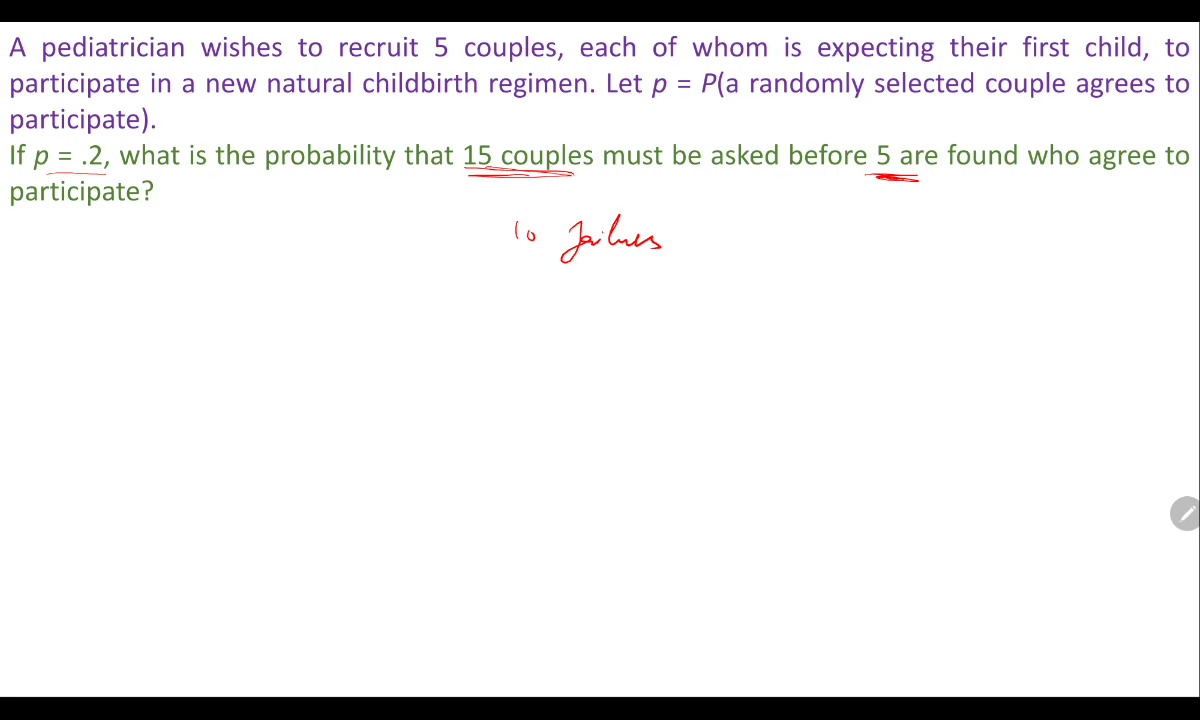 A pediatrician wishes to recruit 5 couples, each of whom is expecting their first child, to
participate in a new natural childbirth regimen. Let p = P(a randomly selected couple agrees to
participate).
If p = .2, what is the probability that 15 couples must be asked before 5 are found who agree to
participate?
10 failures